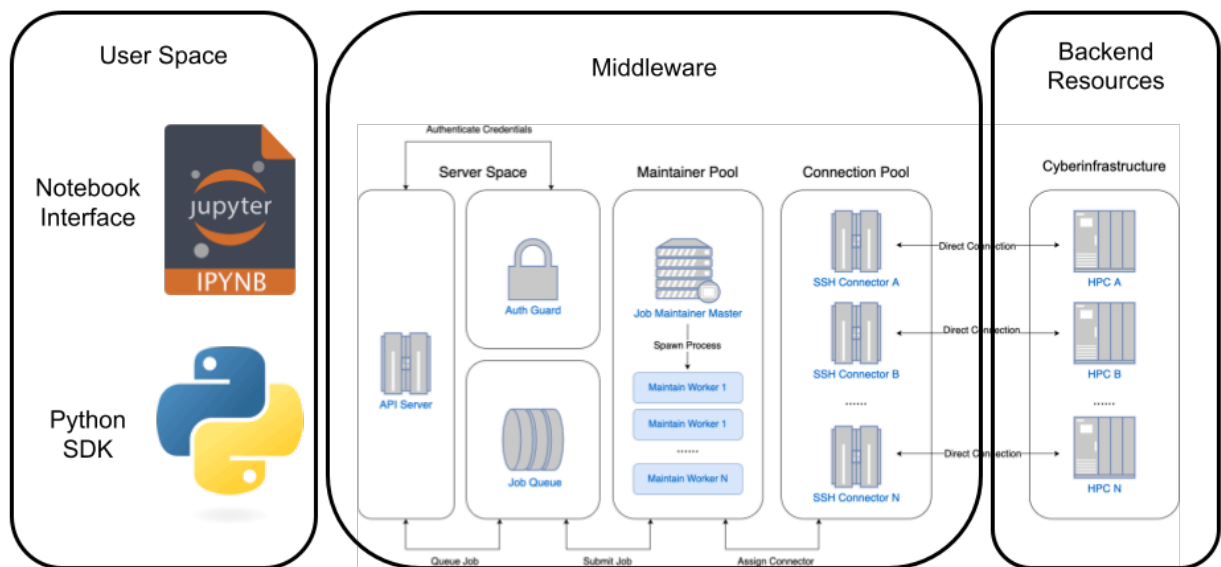 User Space
Notebook
Interface
jupyter
IPYNB
Python
SDK
Middleware
Authenticate Credentials
Server Space
Auth Guard
API Server
Job Queue
Queue Job
Submit Job
Maintainer Pool
Job Maintainer Master
Spawn Process
Maintain Worker 1
Maintain Worker 1
......
Maintain Worker N
Assign Connector
Connection Pool
SSH Connector A
SSH Connector B
......
SSH Connector N
Direct Connection
Direct Connection
Direct Connection
Backend
Resources
Cyberinfrastructure
HPC A
HPC B
......
HPC N